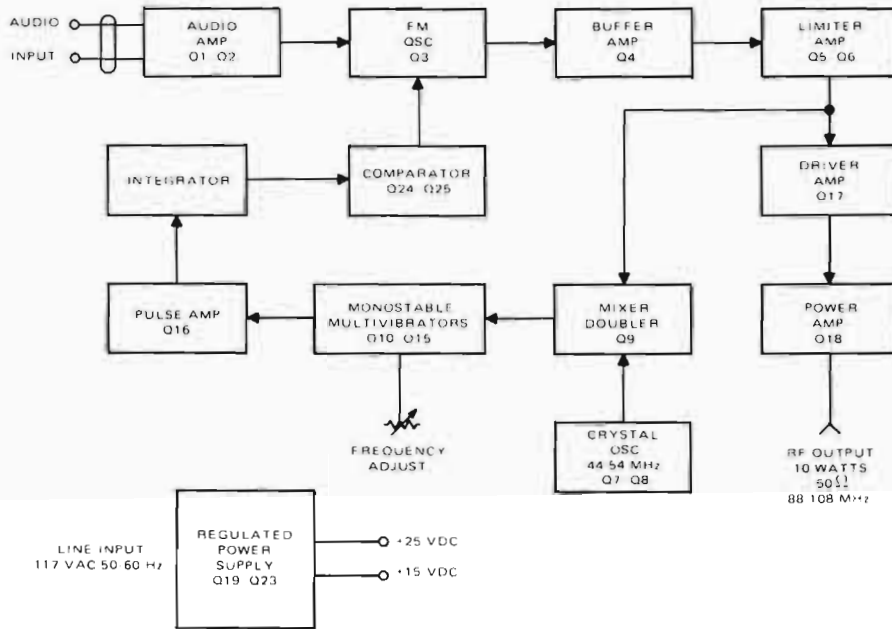 AUDIO
INPUT
AUDIO
AMP
Q1 Q2
FM
OSC
Q3
BUFFER
AMP
Q4
LIMITER
AMP
Q5 Q6
INTEGRATOR
COMPARATOR
Q24 Q25
DRIVER
AMP
Q17
PULSE AMP
Q16
MONOSTABLE
MULTIVIBRATORS
Q10 Q15
MIXER
DOUBLER
Q9
POWER
AMP
Q18
FREQUENCY
ADJUST
CRYSTAL
OSC
44-54 MHz
Q7 Q8
RF OUTPUT
10 WATTS
50Ω
88-108 MHz
LINE INPUT
117 VAC 50-60 Hz
REGULATED
POWER
SUPPLY
Q19 Q23
+25 VDC
+15 VDC